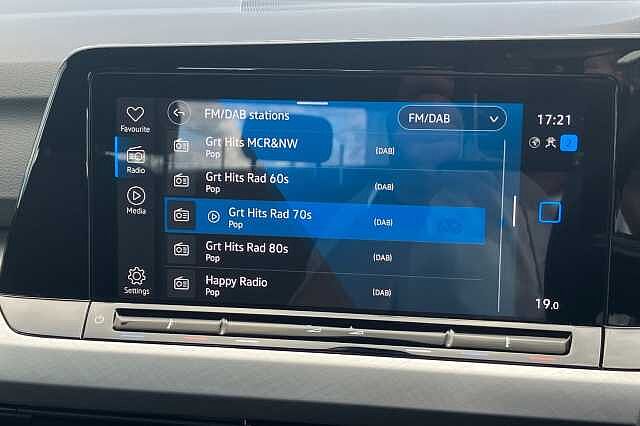 FM/DAB stations
FM/DAB
17:21
Favourite
Radio
Media
Settings
Grt Hits MCR&NW
Pop
(DAB)
Grt Hits Rad 60s
Pop
(DAB)
Grt Hits Rad 70s
Pop
(DAB)
Grt Hits Rad 80s
Pop
(DAB)
Happy Radio
Pop
(DAB)
2
19.0